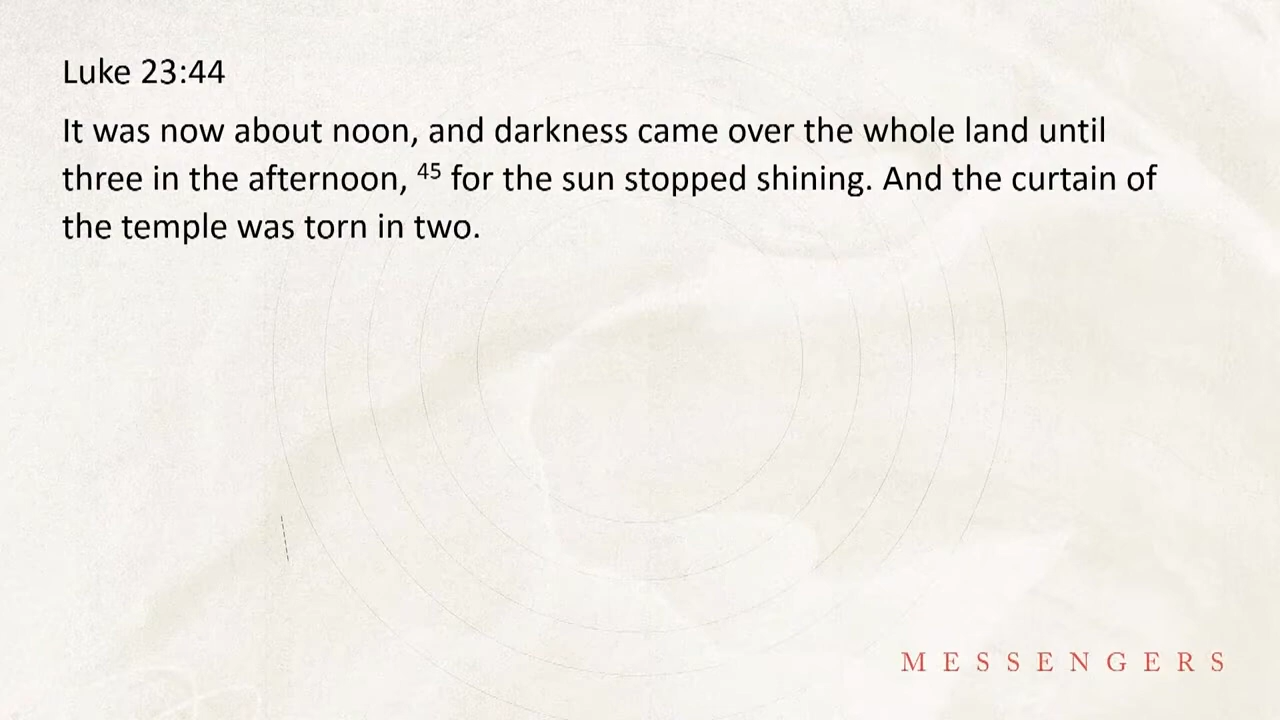 Luke 23:44
It was now about noon, and darkness came over the whole land until
three in the afternoon, ⁴⁵ for the sun stopped shining. And the curtain of
the temple was torn in two.
MESSENGERS